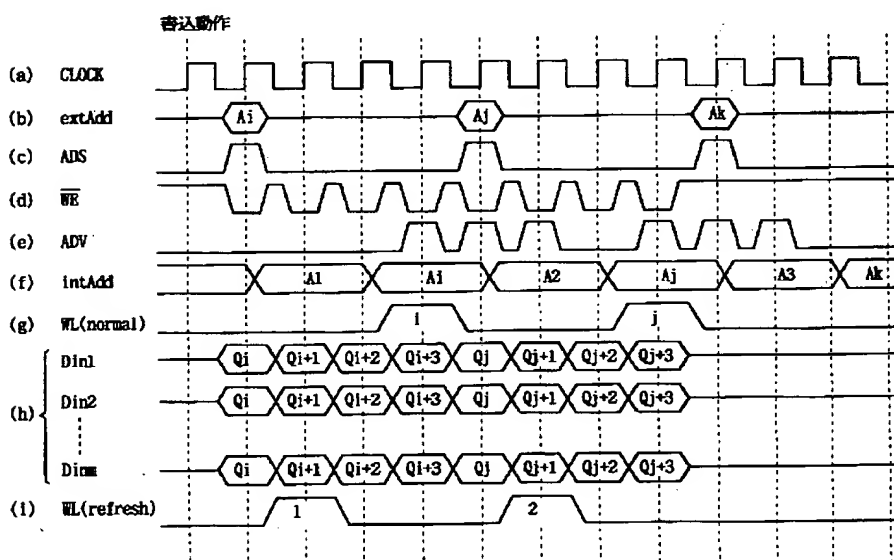 書込動作
(a) CLOCK
(b) extAdd Ai Aj Ak
(c) ADS
(d) WE
(e) ADV
(f) intAdd A1 Ai A2 Aj A3 Ak
(g) WL(normal) i j
(h)
Din1 Qi Qi+1 Qi+2 Qi+3 Qj Qj+1 Qj+2 Qj+3
Din2 Qi Qi+1 Qi+2 Qi+3 Qj Qj+1 Qj+2 Qj+3
Dinm Qi Qi+1 Qi+2 Qi+3 Qj Qj+1 Qj+2 Qj+3
(i) WL(refresh) 1 2